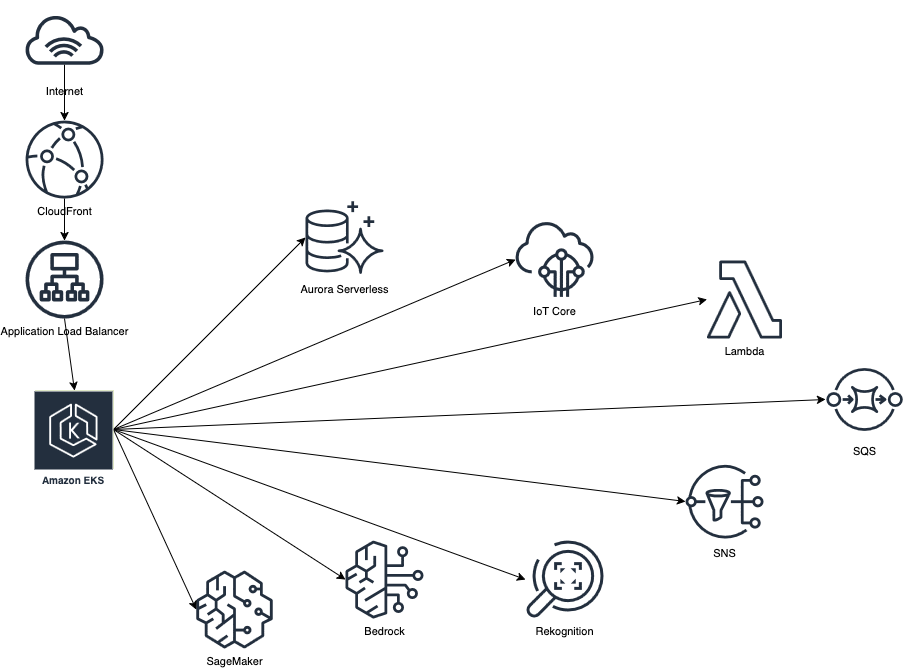 Internet
CloudFront
Application Load Balancer
Aurora Serverless
IoT Core
Lambda
K
Amazon EKS
SQS
SNS
Bedrock
Rekognition
SageMaker